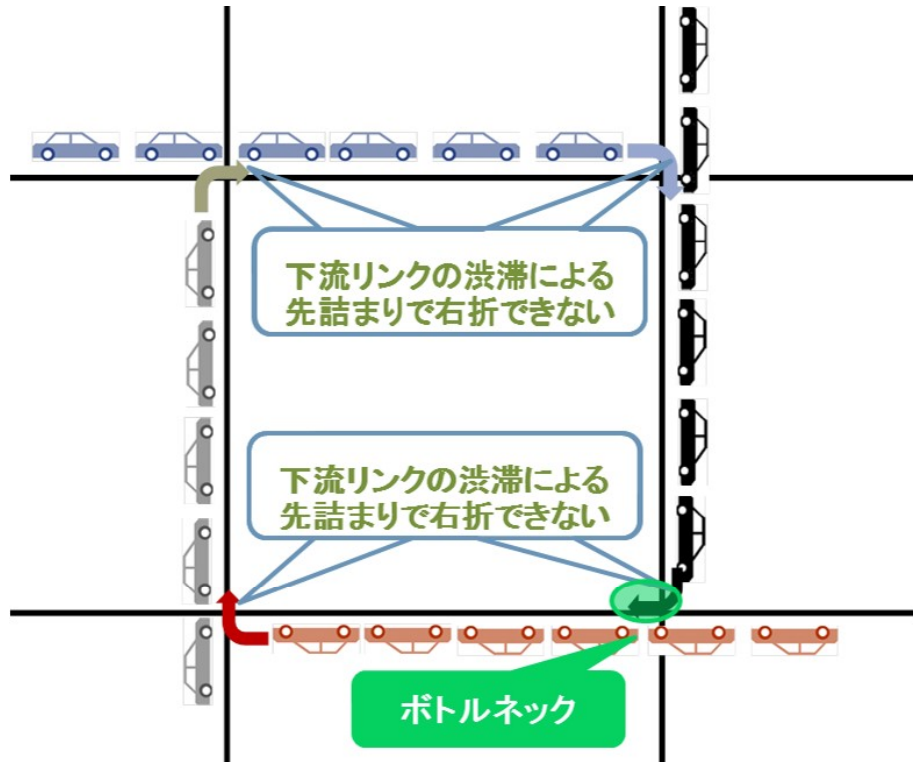 下流リンクの渋滞による
先詰まりで右折できない
下流リンクの渋滞による
先詰まりで右折できない
ボトルネック